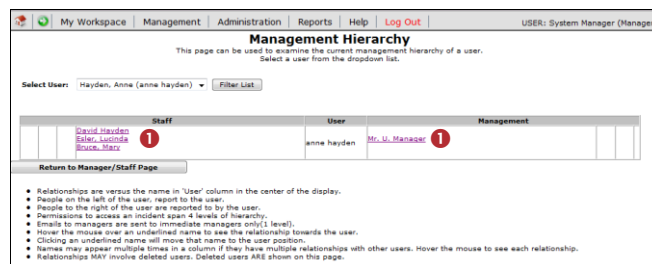 My Workspace | Management | Administration | Reports | Help | Log Out | USER: System Manager (Manager
Management Hierarchy
This page can be used to examine the current management hierarchy of a user.
Select a user from the dropdown list.
Select User: Hayden, Anne (anne hayden) Filter List
Staff User Management
David Hayden
Esler, Lucinda
Bruce, Mary
1
anne hayden
Mr. U. Manager
1
Return to Manager/Staff Page
• Relationships are versus the name in 'User' column in the center of the display.
• People on the left of the user, report to the user.
• People to the right of the user are reported to by the user.
• Permissions to access an incident span 4 levels of hierarchy.
• Emails to managers are sent to immediate managers only(1 level).
• Hover the mouse over an underlined name to see the relationship towards the user.
• Clicking an underlined name will move that name to the user position.
• Names may appear multiple times in a column if they have multiple relationships with other users. Hover the mouse to see each relationship.
• Relationships MAY involve deleted users. Deleted users ARE shown on this page.